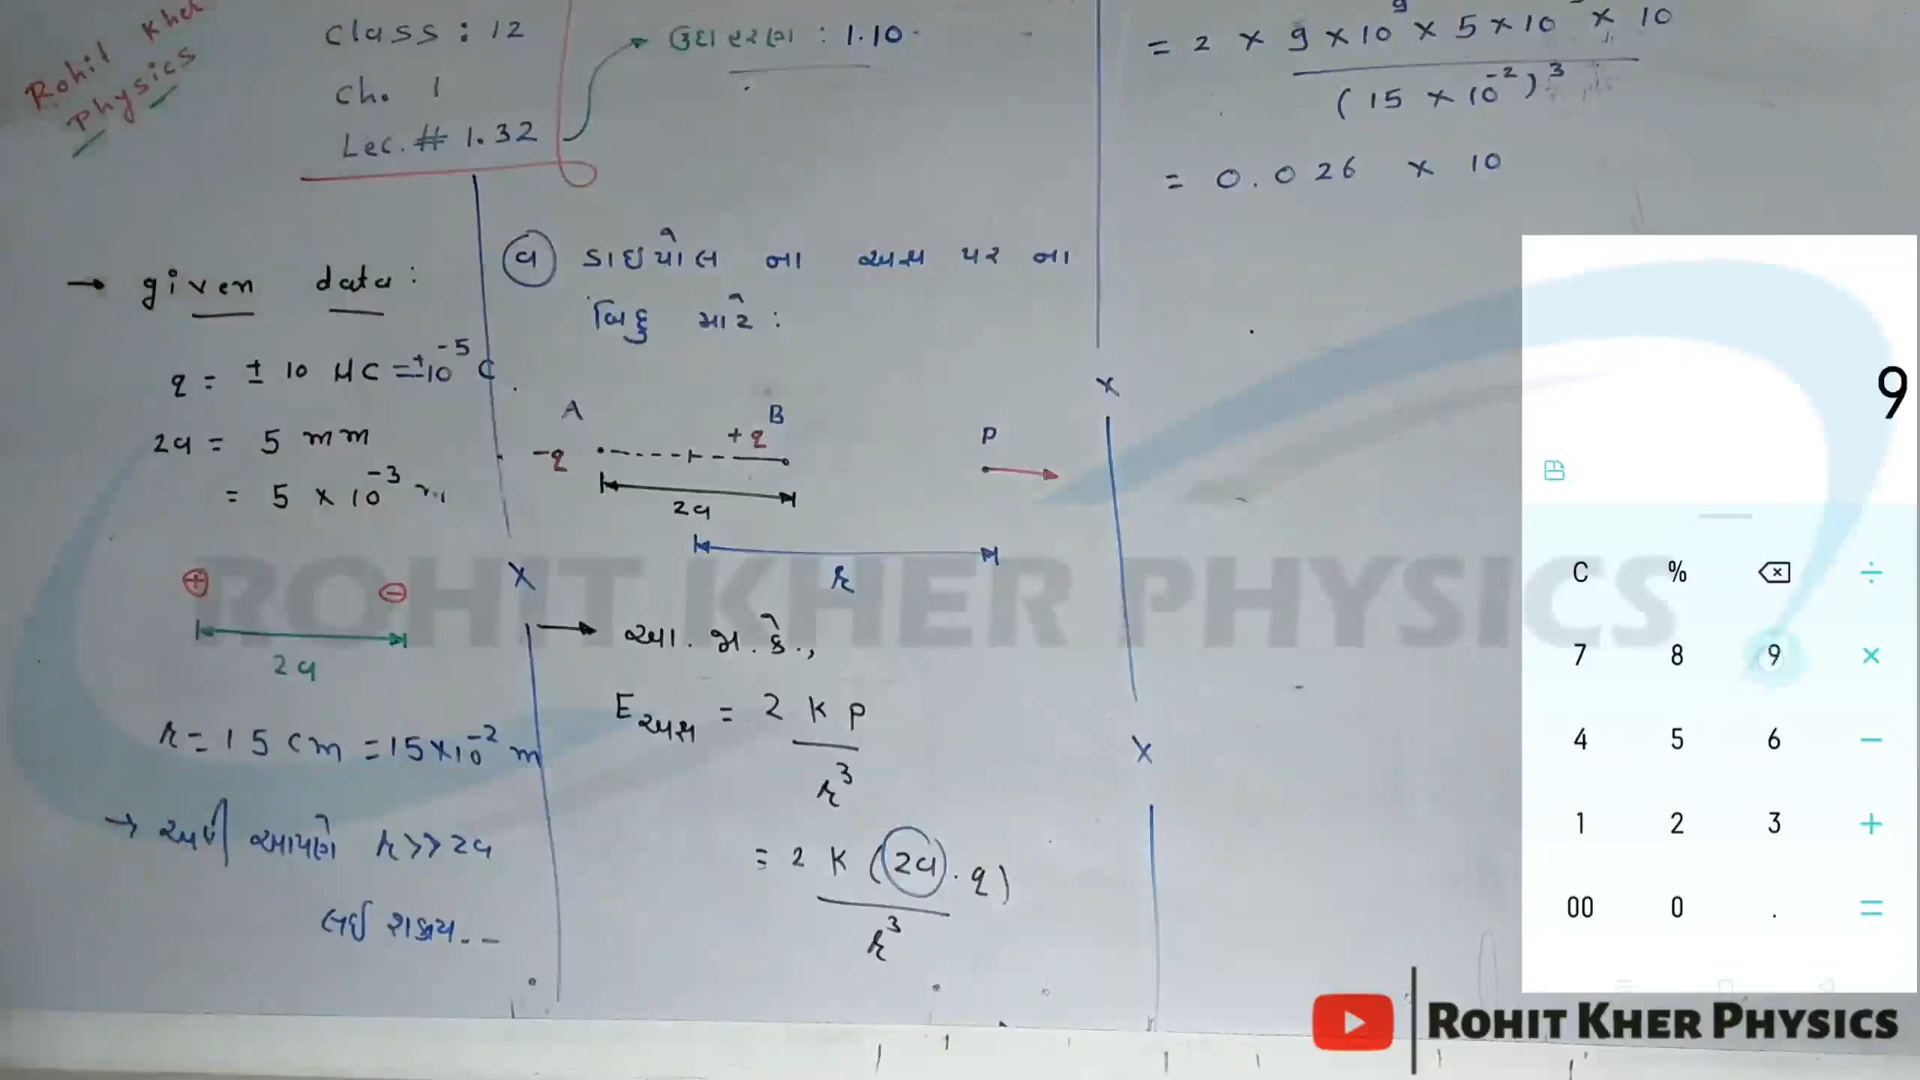 Rohit Kher
Physics
Class : 12
Ch. 1
Lec. # 1.32
ઉદાહરણ : 1.10
→ given data :
q = ± 10 μC = ±10⁻⁵ C
2a = 5 mm
= 5 × 10⁻³ m
+ −
2a
r = 15 cm = 15×10⁻² m
→ અહીં આપણે r >> 2a
લઈ શકાય. --
(a) ડાઈપોલ ના અક્ષ પર ના
બિંદુ માટે :
A B P
-q +q
2a
r
→ આ. જા. કે.,
E અક્ષ = 2 k p
r³
= 2 k (2a . q)
r³
= 2 × 9 × 10⁹ × 5 × 10 × 10
(15 × 10⁻²)³
= 0.026 × 10
9
C % ÷
7 8 9 ×
4 5 6 −
1 2 3 +
00 0 . =
ROHIT KHER PHYSICS
ROHIT KHER PHYSICS